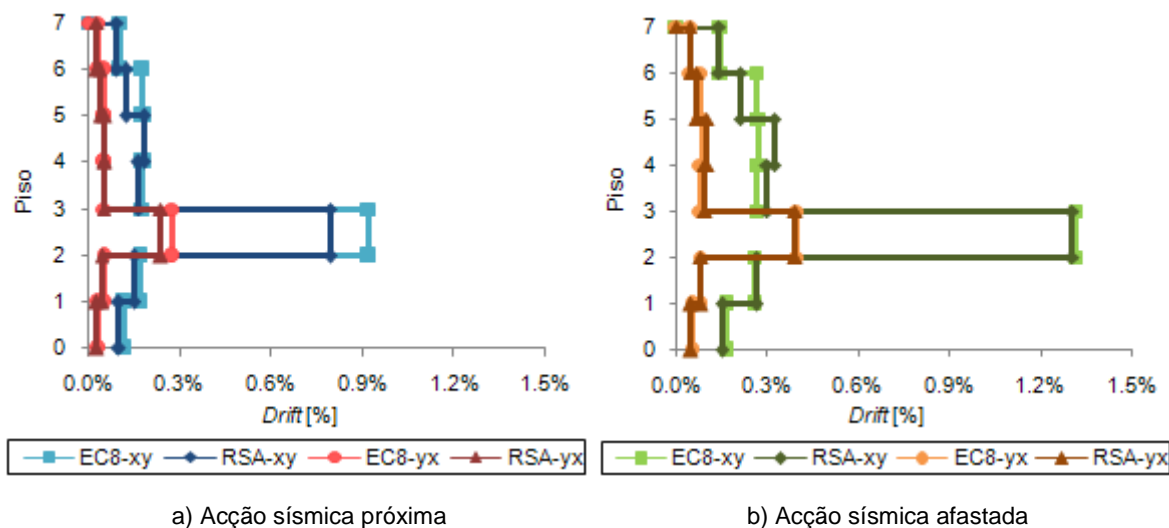 7
6
5
4
3
2
1
0
Piso
0.0% 0.3% 0.6% 0.9% 1.2% 1.5%
Drift [%]
EC8-xy RSA-xy EC8-yx RSA-yx
a) Acção sísmica próxima
7
6
5
4
3
2
1
0
Piso
0.0% 0.3% 0.6% 0.9% 1.2% 1.5%
Drift [%]
EC8-xy RSA-xy EC8-yx RSA-yx
b) Acção sísmica afastada